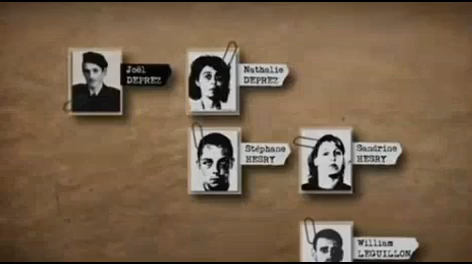 Joël
DEPREZ
Nathalie
DEPREZ
Stéphane
HESRY
Sandrine
HESRY
William
LEGUILLON